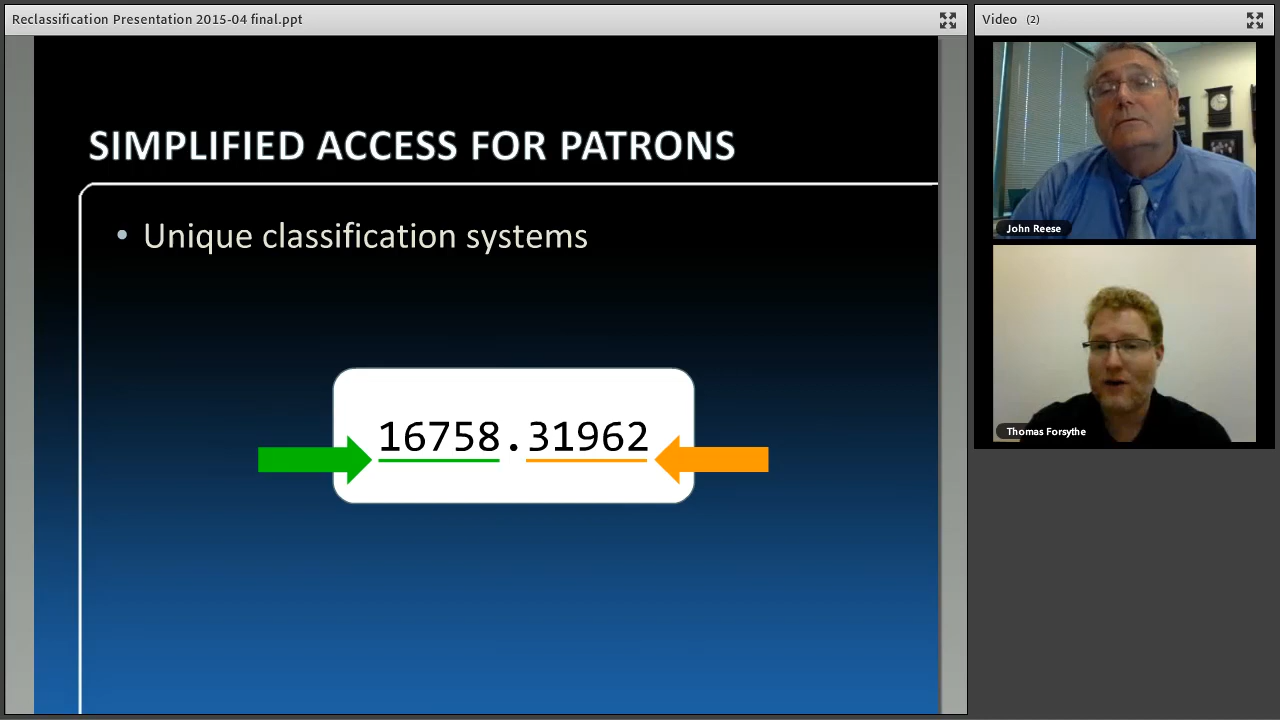 Reclassification Presentation 2015-04 final.ppt
SIMPLIFIED ACCESS FOR PATRONS
• Unique classification systems
16758.31962
Video (2)
John Reese
Thomas Forsythe